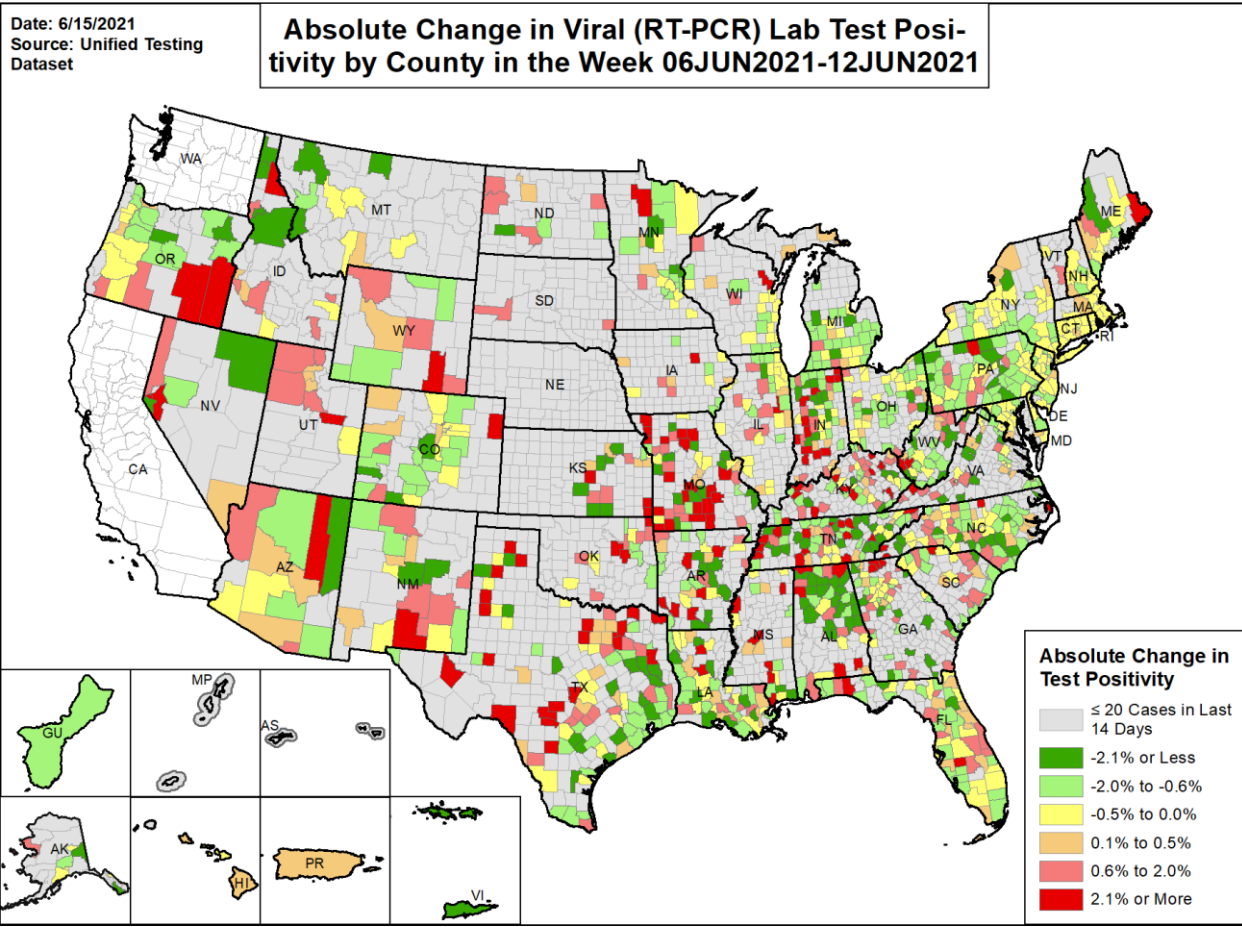 Date: 6/15/2021
Source: Unified Testing
Dataset
Absolute Change in Viral (RT-PCR) Lab Test Posi-
tivity by County in the Week 06JUN2021-12JUN2021
WA
MT
ND
MN
ME
OR
ID
WY
SD
WI
MI
VT
NH
NY
MA
CT
RI
NV
UT
CO
NE
IA
IL
IN
OH
PA
NJ
DE
MD
WV
VA
CA
KS
MO
KY
AZ
NM
OK
AR
TN
NC
SC
TX
LA
MS
AL
GA
FL
GU
MP
AS
AK
HI
PR
VI
Absolute Change in
Test Positivity
≤ 20 Cases in Last
14 Days
-2.1% or Less
-2.0% to -0.6%
-0.5% to 0.0%
0.1% to 0.5%
0.6% to 2.0%
2.1% or More